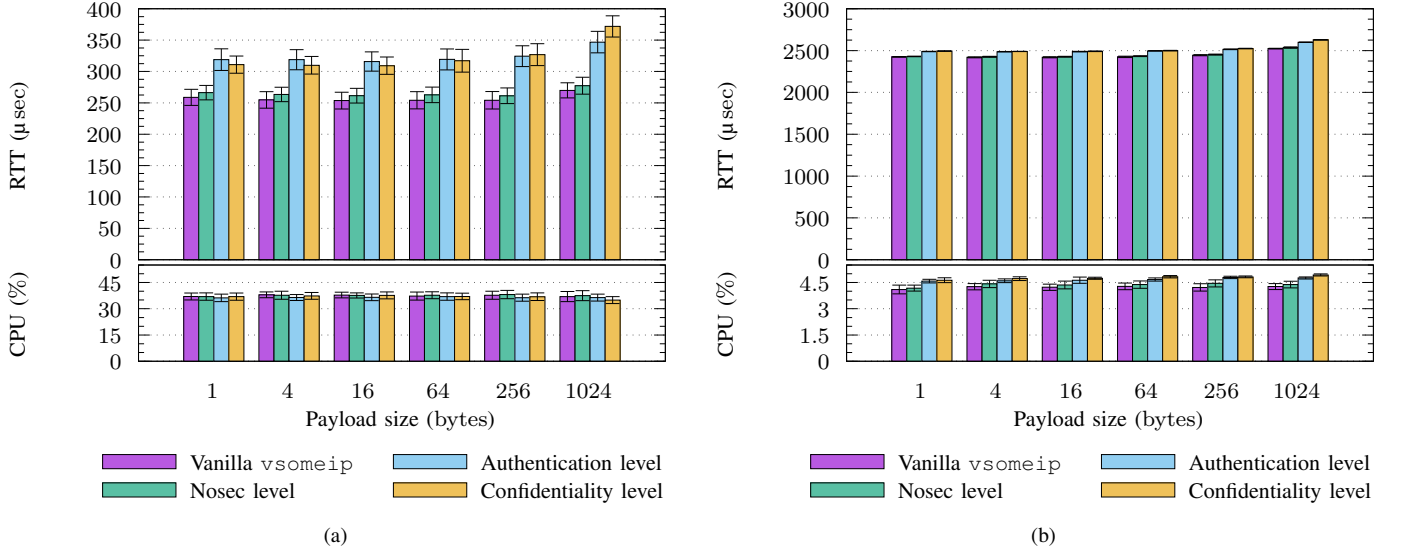 400
350
300
250
200
150
100
50
0
RTT (µsec)
45
30
15
0
CPU (%)
1 4 16 64 256 1024
Payload size (bytes)
Vanilla vsomeip
Authentication level
Nosec level
Confidentiality level
(a)
3000
2500
2000
1500
1000
500
0
RTT (µsec)
4.5
3
1.5
0
CPU (%)
1 4 16 64 256 1024
Payload size (bytes)
Vanilla vsomeip
Authentication level
Nosec level
Confidentiality level
(b)